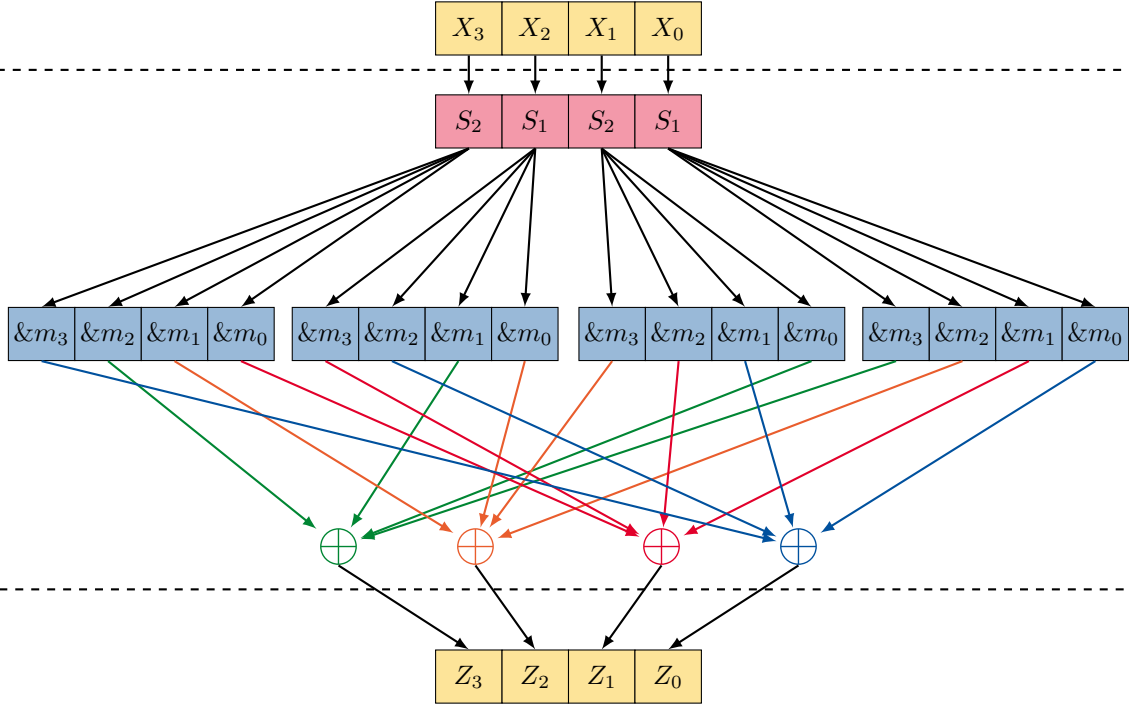 X₃ X₂ X₁ X₀
S₂ S₁ S₂ S₁
&m₃ &m₂ &m₁ &m₀ &m₃ &m₂ &m₁ &m₀ &m₃ &m₂ &m₁ &m₀ &m₃ &m₂ &m₁ &m₀
Z₃ Z₂ Z₁ Z₀